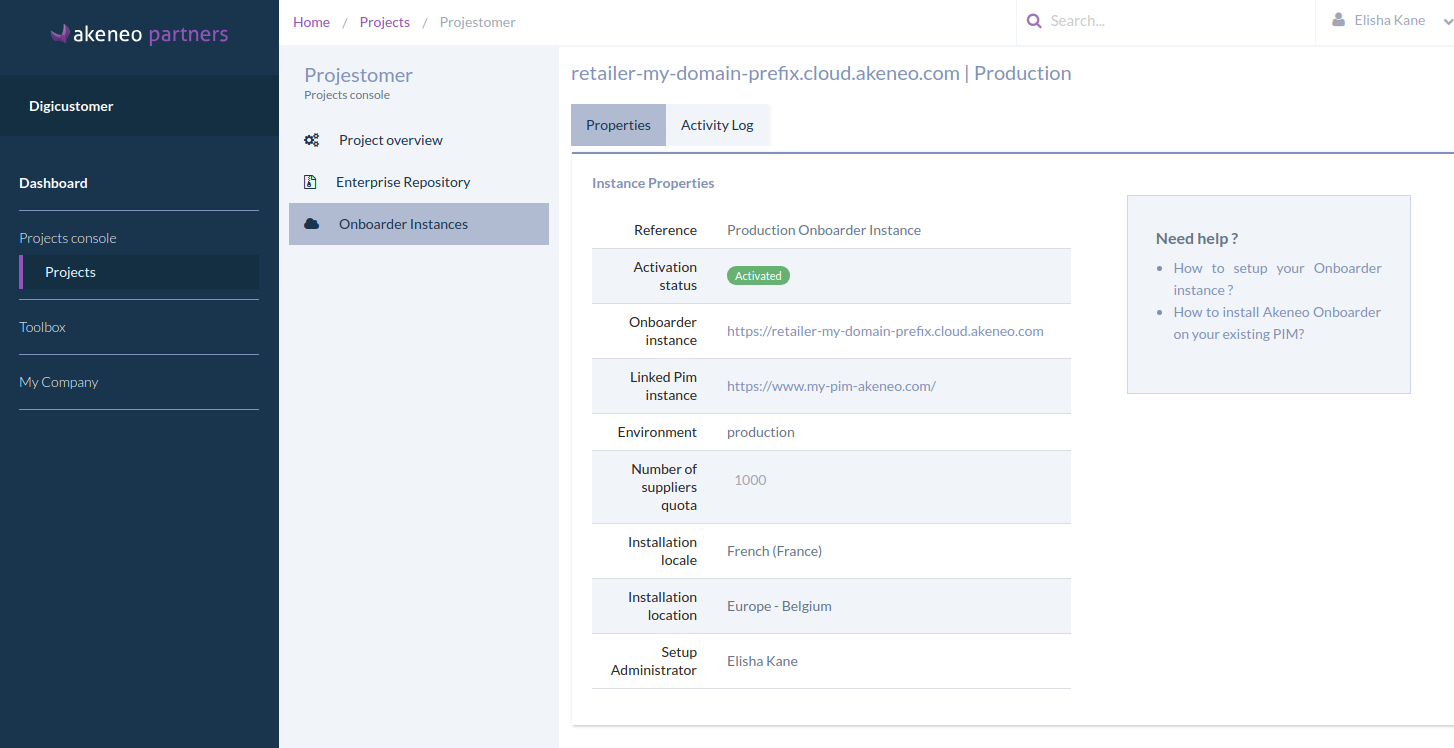 akeneo partners
Digicustomer
Dashboard
Projects console
Projects
Toolbox
My Company
Home / Projects / Projestomer
Search...
Elisha Kane
Projestomer
Projects console
Project overview
Enterprise Repository
Onboarder Instances
retailer-my-domain-prefix.cloud.akeneo.com | Production
Properties
Activity Log
Instance Properties
Reference
Production Onboarder Instance
Activation
status
Activated
Onboarder
instance
https://retailer-my-domain-prefix.cloud.akeneo.com
Linked Pim
instance
https://www.my-pim-akeneo.com/
Environment
production
Number of
suppliers
quota
1000
Installation
locale
French (France)
Installation
location
Europe - Belgium
Setup
Administrator
Elisha Kane
Need help ?
How to setup your Onboarder
instance ?
How to install Akeneo Onboarder
on your existing PIM?